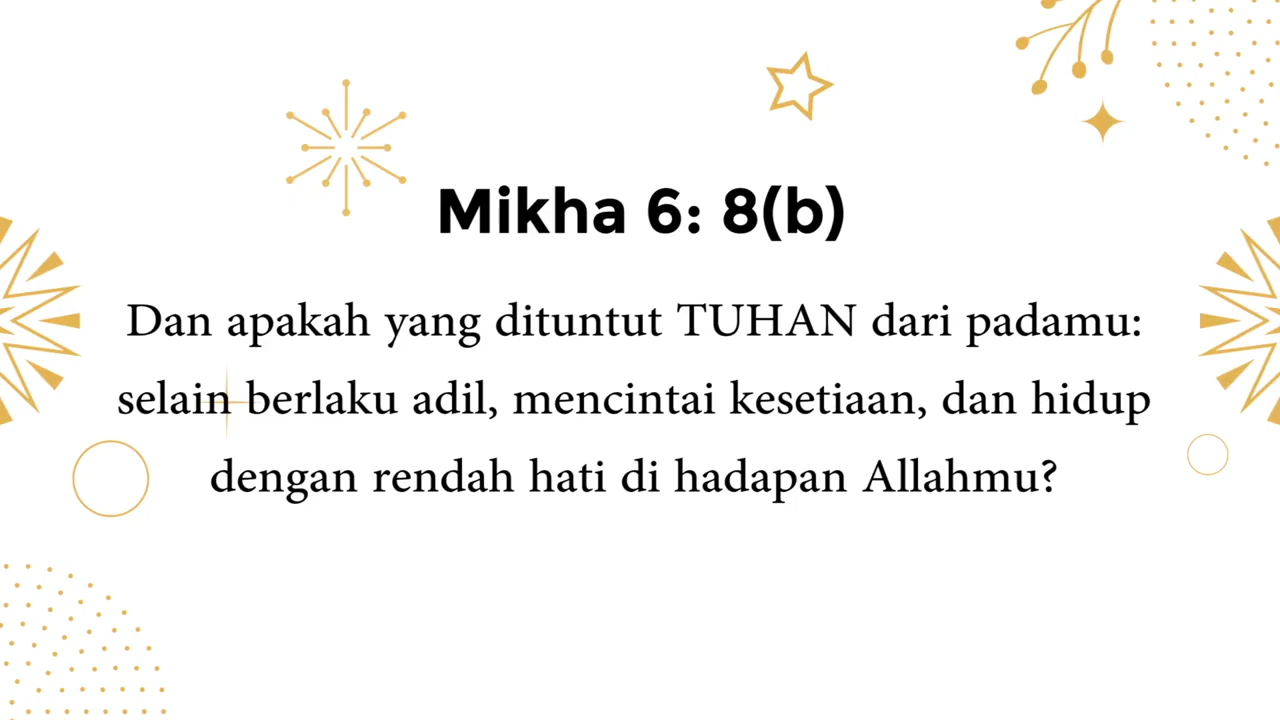 Mikha 6: 8(b)
Dan apakah yang dituntut TUHAN dari padamu:
selain berlaku adil, mencintai kesetiaan, dan hidup
dengan rendah hati di hadapan Allahmu?